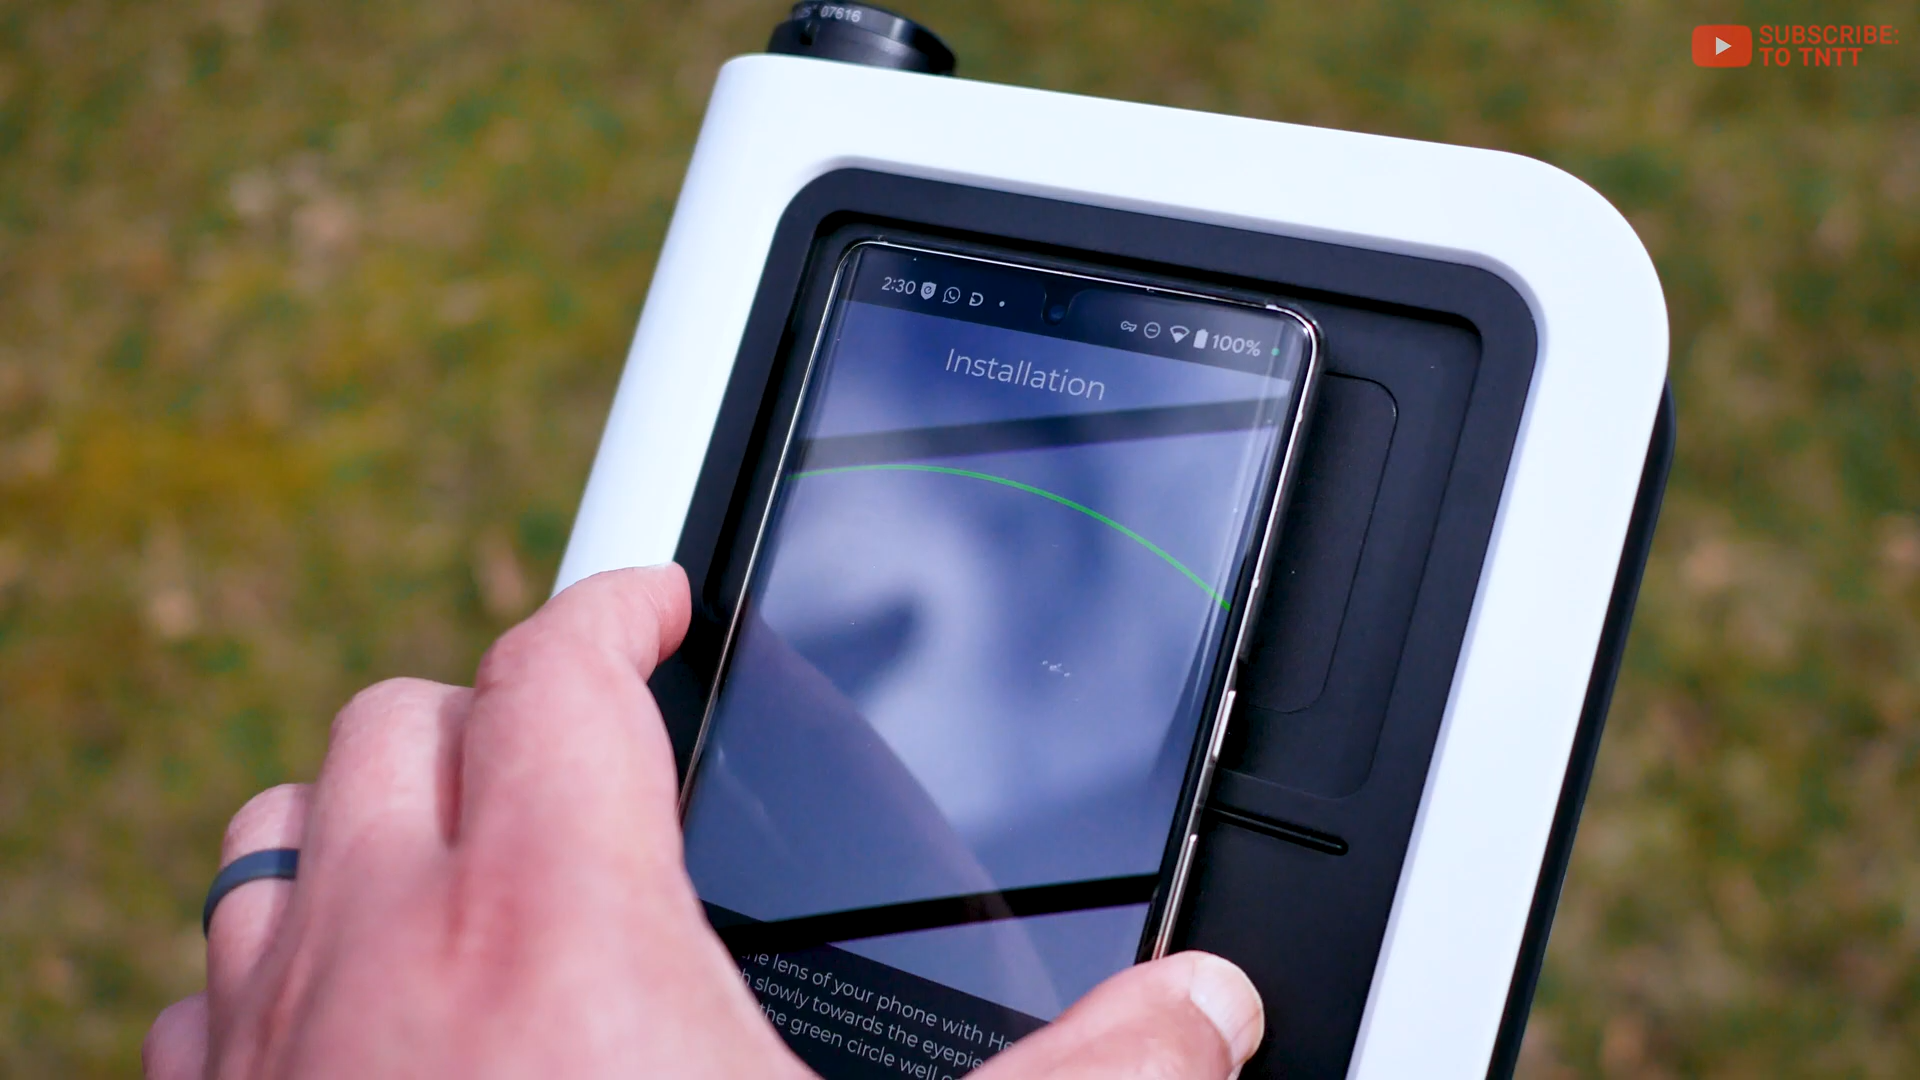 07616
SUBSCRIBE:
TO TNTT
2:30
100%
Installation
lens of your phone with
slowly towards the
the green circle well